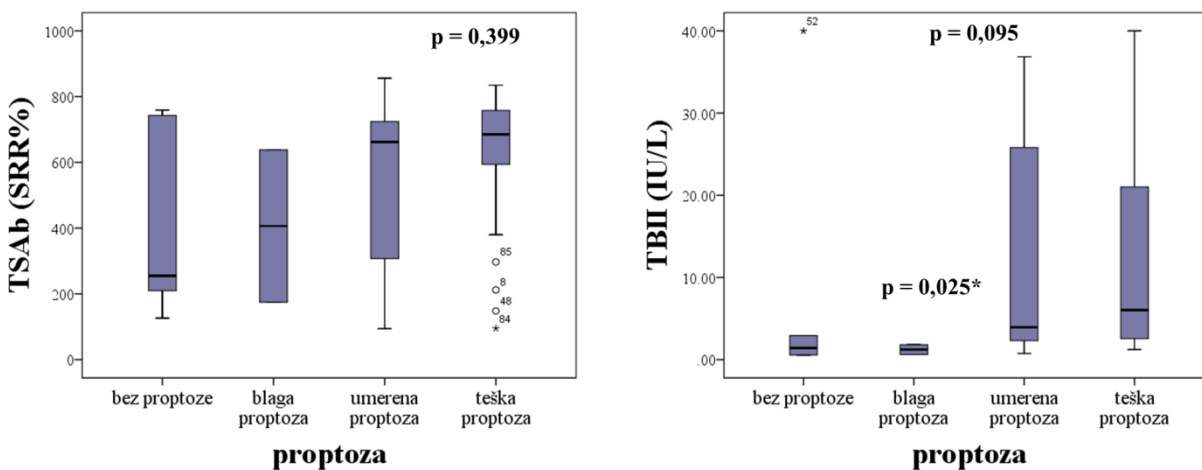 1000
800
600
400
200
0
TSAb (SRR%)
p = 0,399
85
8
48
84
bez proptoze
blaga
proptoza
umerena
proptoza
teška
proptoza
proptoza
40.00
30.00
20.00
10.00
.00
TBII (IU/L)
52
p = 0,095
p = 0,025*
bez proptoze
blaga
proptoza
umerena
proptoza
teška
proptoza
proptoza